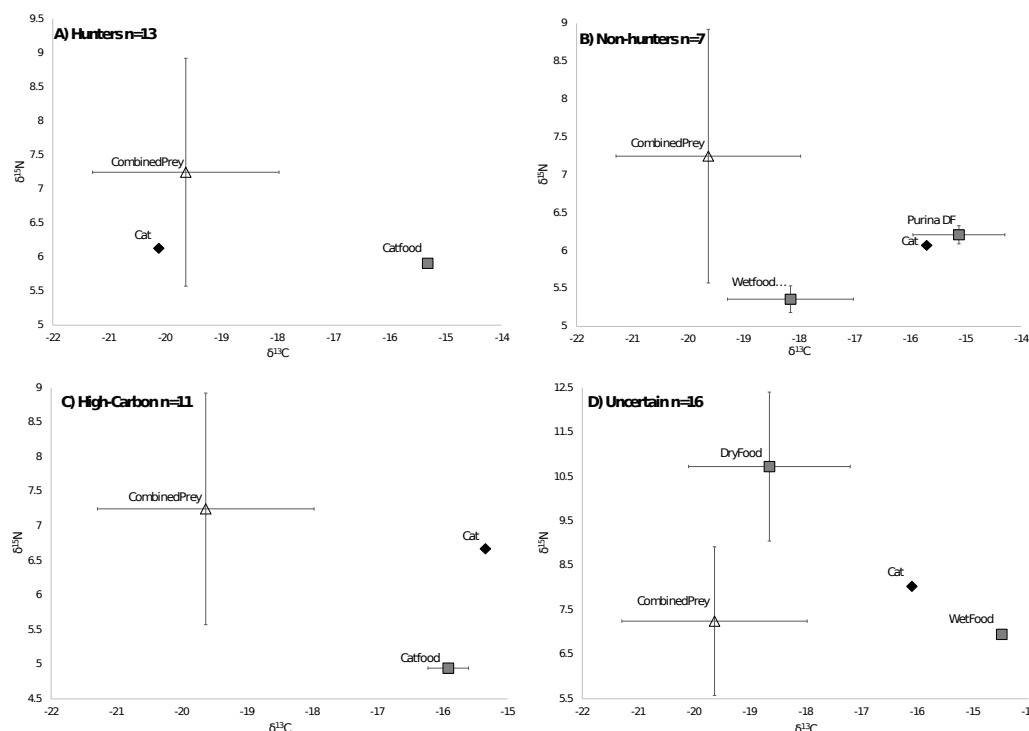 A) Hunters n=13
9.5
9
8.5
8
7.5
7
6.5
6
5.5
5
δ15N
CombinedPrey
Cat
Catfood
-22 -21 -20 -19 -18 -17 -16 -15 -14
δ13C
B) Non-hunters n=7
9
8.5
8
7.5
7
6.5
6
5.5
5
δ15N
CombinedPrey
Purina DF
Cat
Wetfood...
-22 -21 -20 -19 -18 -17 -16 -15 -14
δ13C
C) High-Carbon n=11
9
8.5
8
7.5
7
6.5
6
5.5
5
4.5
δ15N
CombinedPrey
Cat
Catfood
-22 -21 -20 -19 -18 -17 -16 -15
δ13C
D) Uncertain n=16
12.5
11.5
10.5
9.5
8.5
7.5
6.5
5.5
δ15N
DryFood
Cat
CombinedPrey
WetFood
-22 -21 -20 -19 -18 -17 -16 -15 -14
δ13C